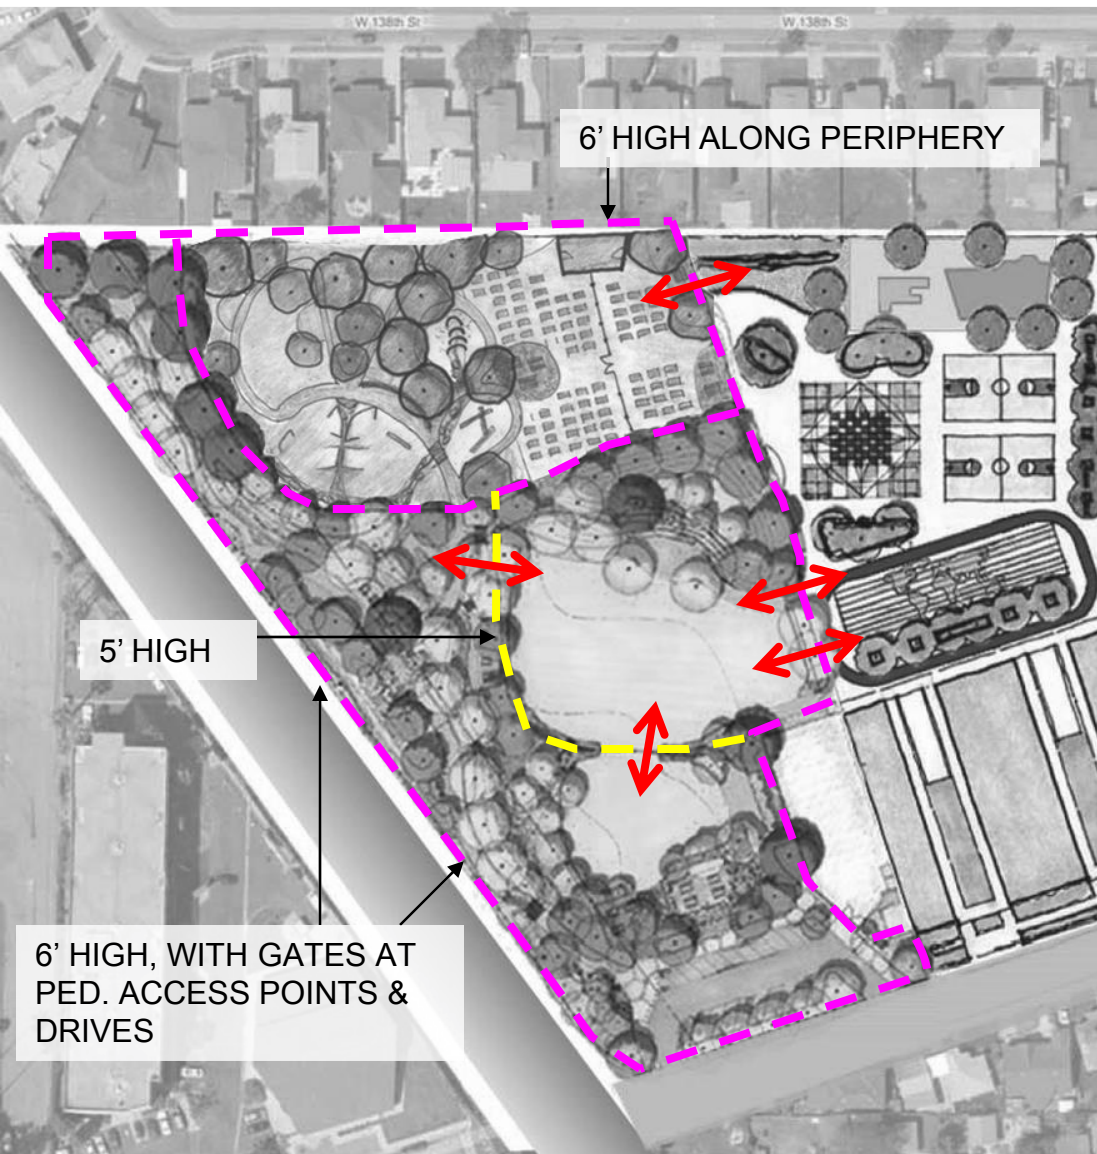 W 138th St
W 138th St
6’ HIGH ALONG PERIPHERY
5’ HIGH
6’ HIGH, WITH GATES AT
PED. ACCESS POINTS &
DRIVES